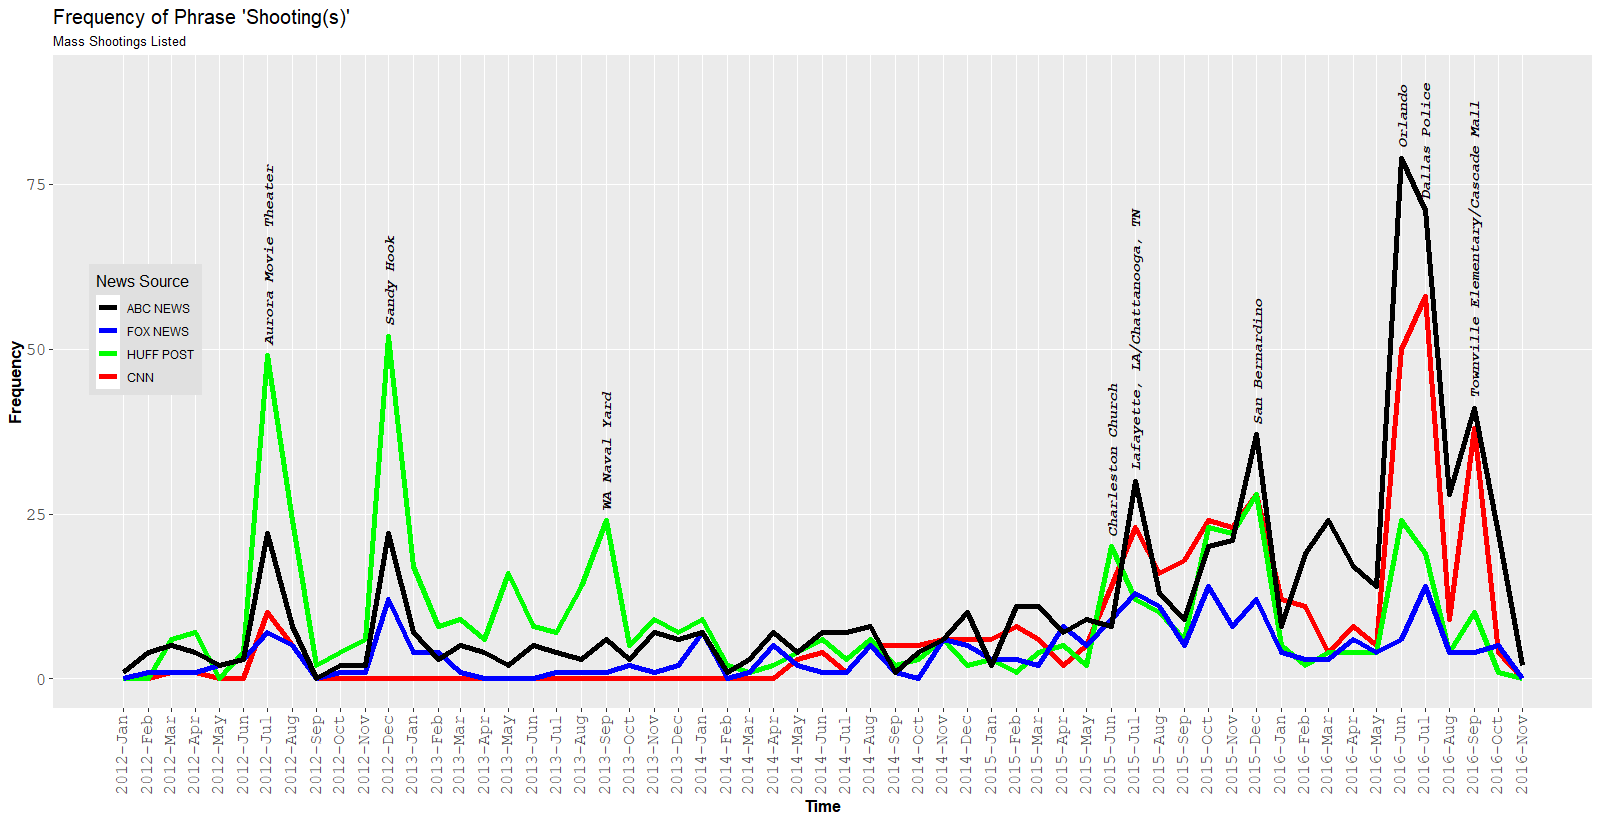 Frequency of Phrase 'Shooting(s)'
Mass Shootings Listed
Frequency
75
50
25
0
News Source
ABC NEWS
FOX NEWS
HUFF POST
CNN
Aurora Movie Theater
Sandy Hook
WA Naval Yard
Charleston Church
Lafayette, LA/Chattanooga, TN
San Bernardino
Orlando
Dallas Police
Townville Elementary/Cascade Mall
2012-Jan
2012-Feb
2012-Mar
2012-Apr
2012-May
2012-Jun
2012-Jul
2012-Aug
2012-Sep
2012-Oct
2012-Nov
2012-Dec
2013-Jan
2013-Feb
2013-Mar
2013-Apr
2013-May
2013-Jun
2013-Jul
2013-Aug
2013-Sep
2013-Oct
2013-Nov
2013-Dec
2014-Jan
2014-Feb
2014-Mar
2014-Apr
2014-May
2014-Jun
2014-Jul
2014-Aug
2014-Sep
2014-Oct
2014-Nov
2014-Dec
2015-Jan
2015-Feb
2015-Mar
2015-Apr
2015-May
2015-Jun
2015-Jul
2015-Aug
2015-Sep
2015-Oct
2015-Nov
2015-Dec
2016-Jan
2016-Feb
2016-Mar
2016-Apr
2016-May
2016-Jun
2016-Jul
2016-Aug
2016-Sep
2016-Oct
2016-Nov
Time